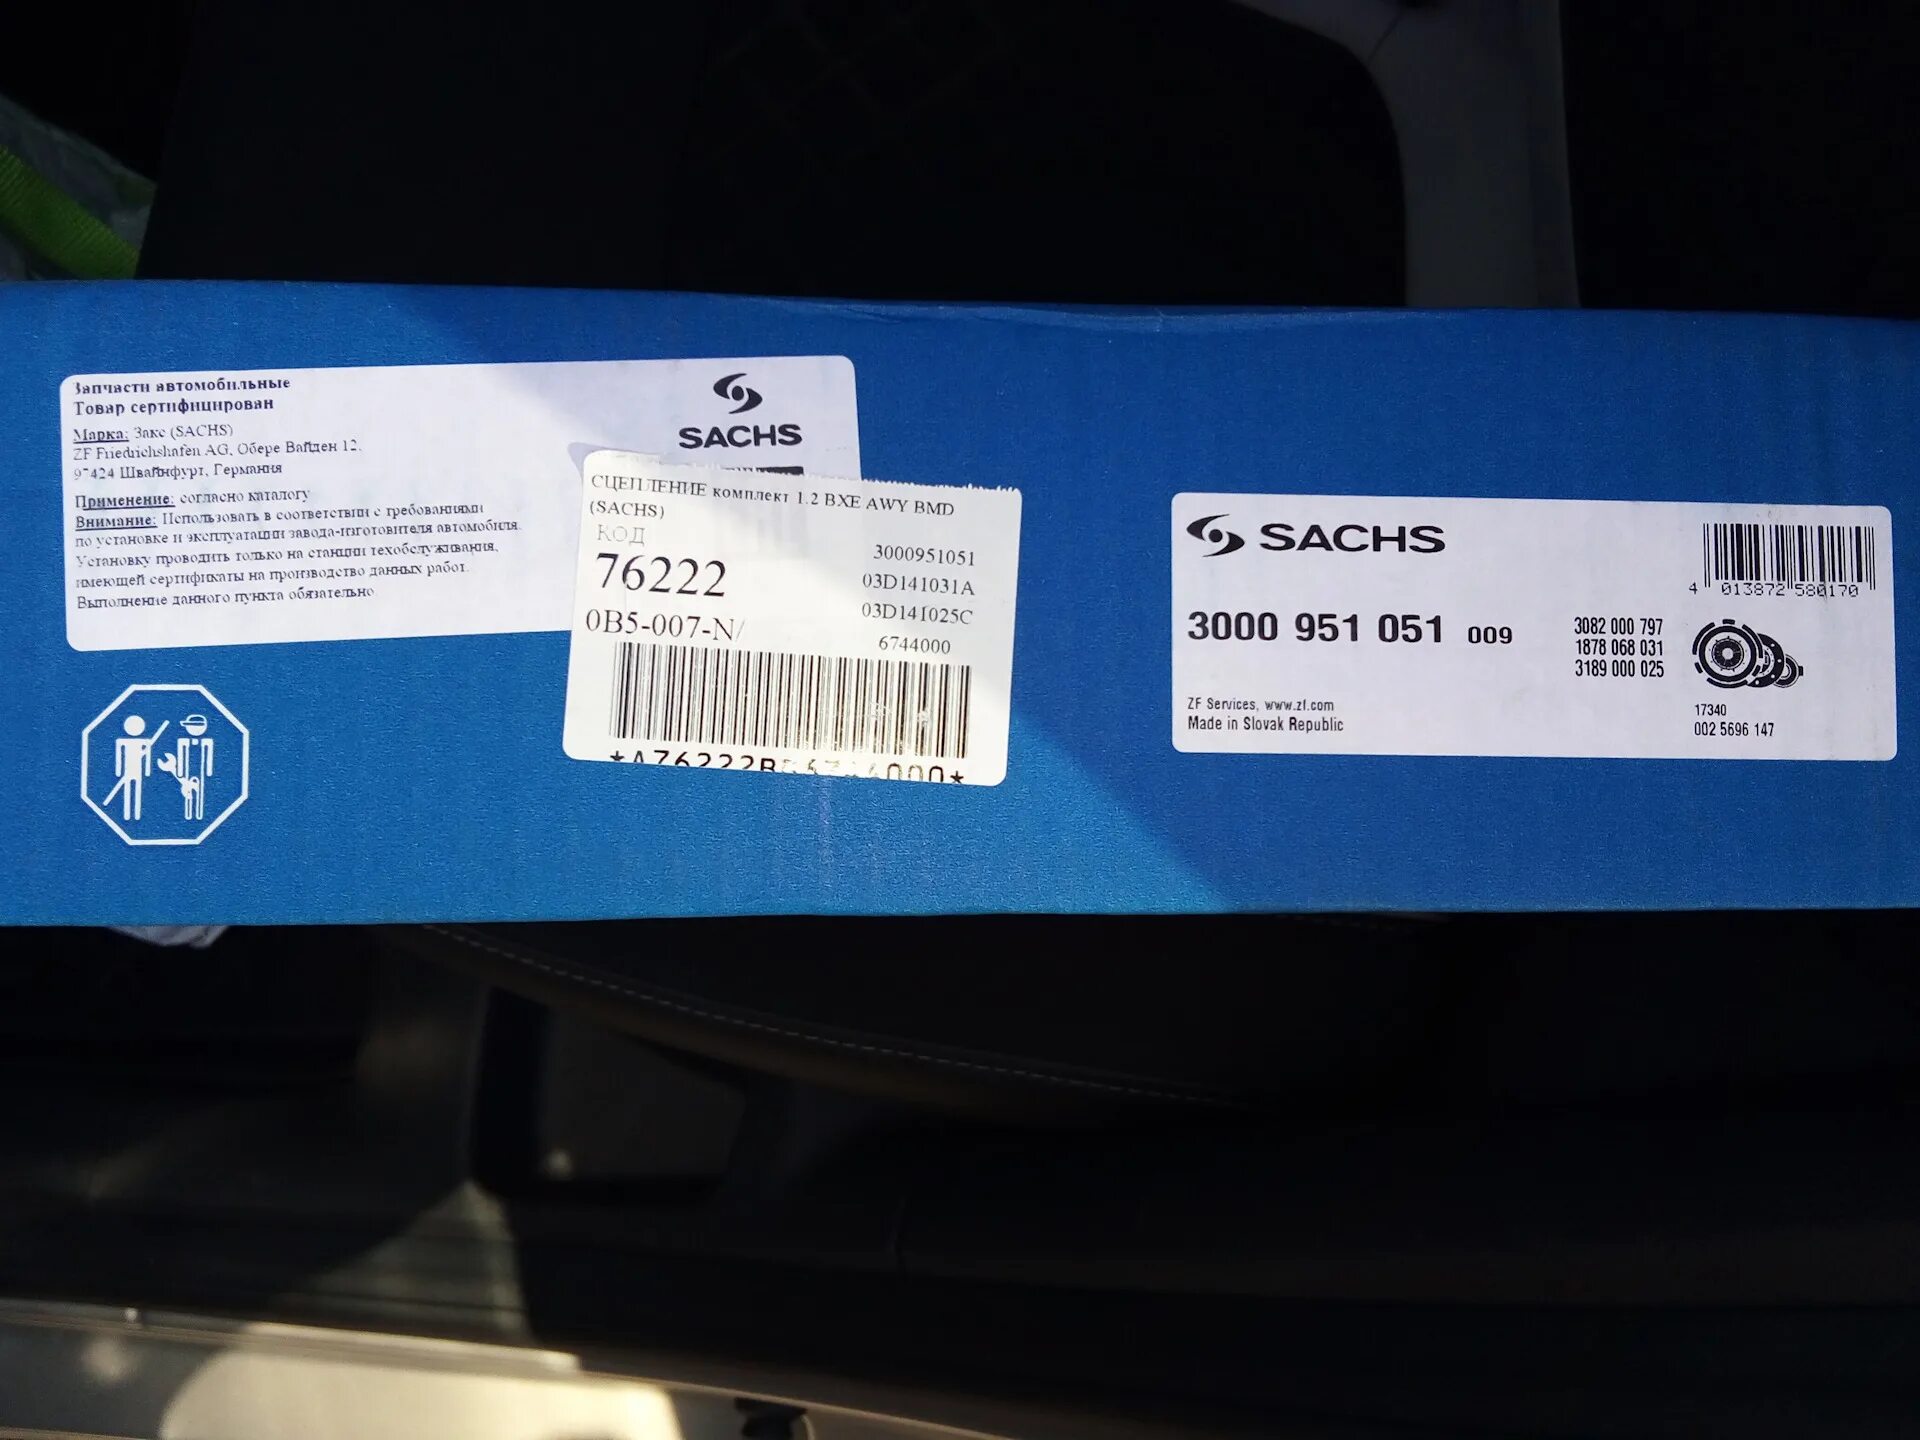 Запчасти автомобильные
Товар сертифицирован
Марка: Закс (SACHS)
ZF Friedrichshafen AG, Обере Вайден 12,
97424 Швайнфурт, Германия
Применение: согласно каталогу
Внимание: Использовать в соответствии с требованиями
по установке и эксплуатации завода-изготовителя автомобиля.
Установку проводить только на станции техобслуживания,
имеющей сертификаты на производство данных работ.
Выполнение данного пункта обязательно.
SACHS
СЦЕПЛЕНИЕ комплект 1.2 BXE AWY BMD
(SACHS)
КОД
76222
0B5-007-N/
3000951051
03D141031A
03D141025C
6744000
SACHS
4 013872 580170
3000 951 051 009
3082 000 797
1878 068 031
3189 000 025
ZF Services, www.zf.com
Made in Slovak Republic
17340
002 5696 147